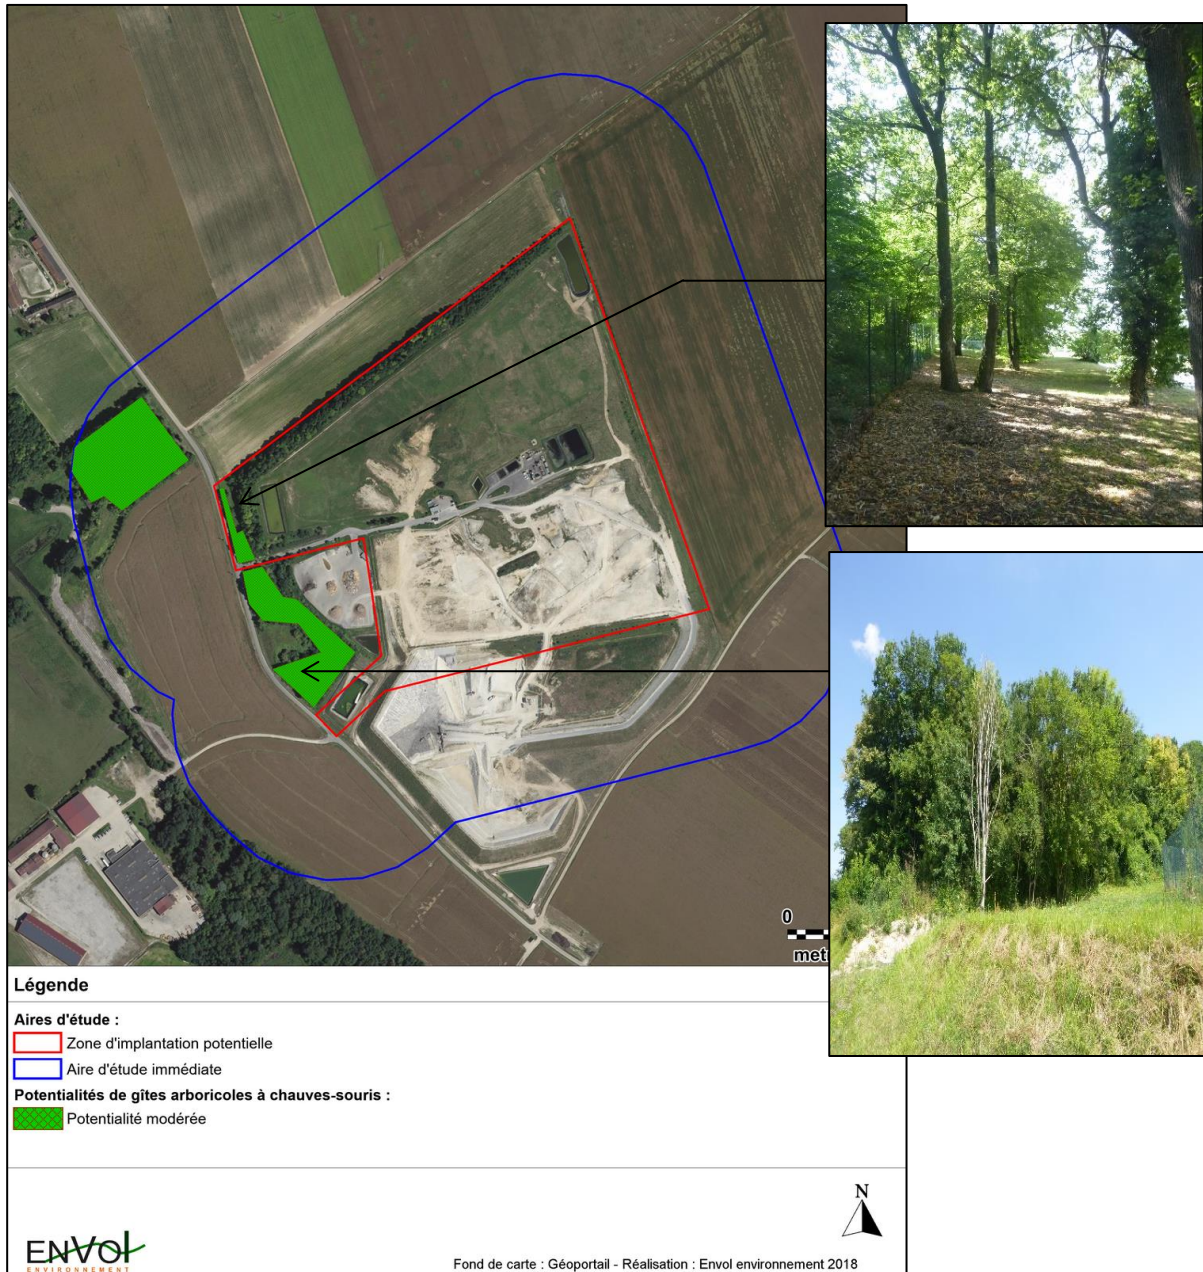 0
Légende
Aires d'étude :
Zone d'implantation potentielle
Aire d'étude immédiate
Potentialités de gîtes arboricoles à chauves-souris :
Potentialité modérée
N
ENVOl
ENVIRONNEMENT
Fond de carte : Géoportail - Réalisation : Envol environnement 2018